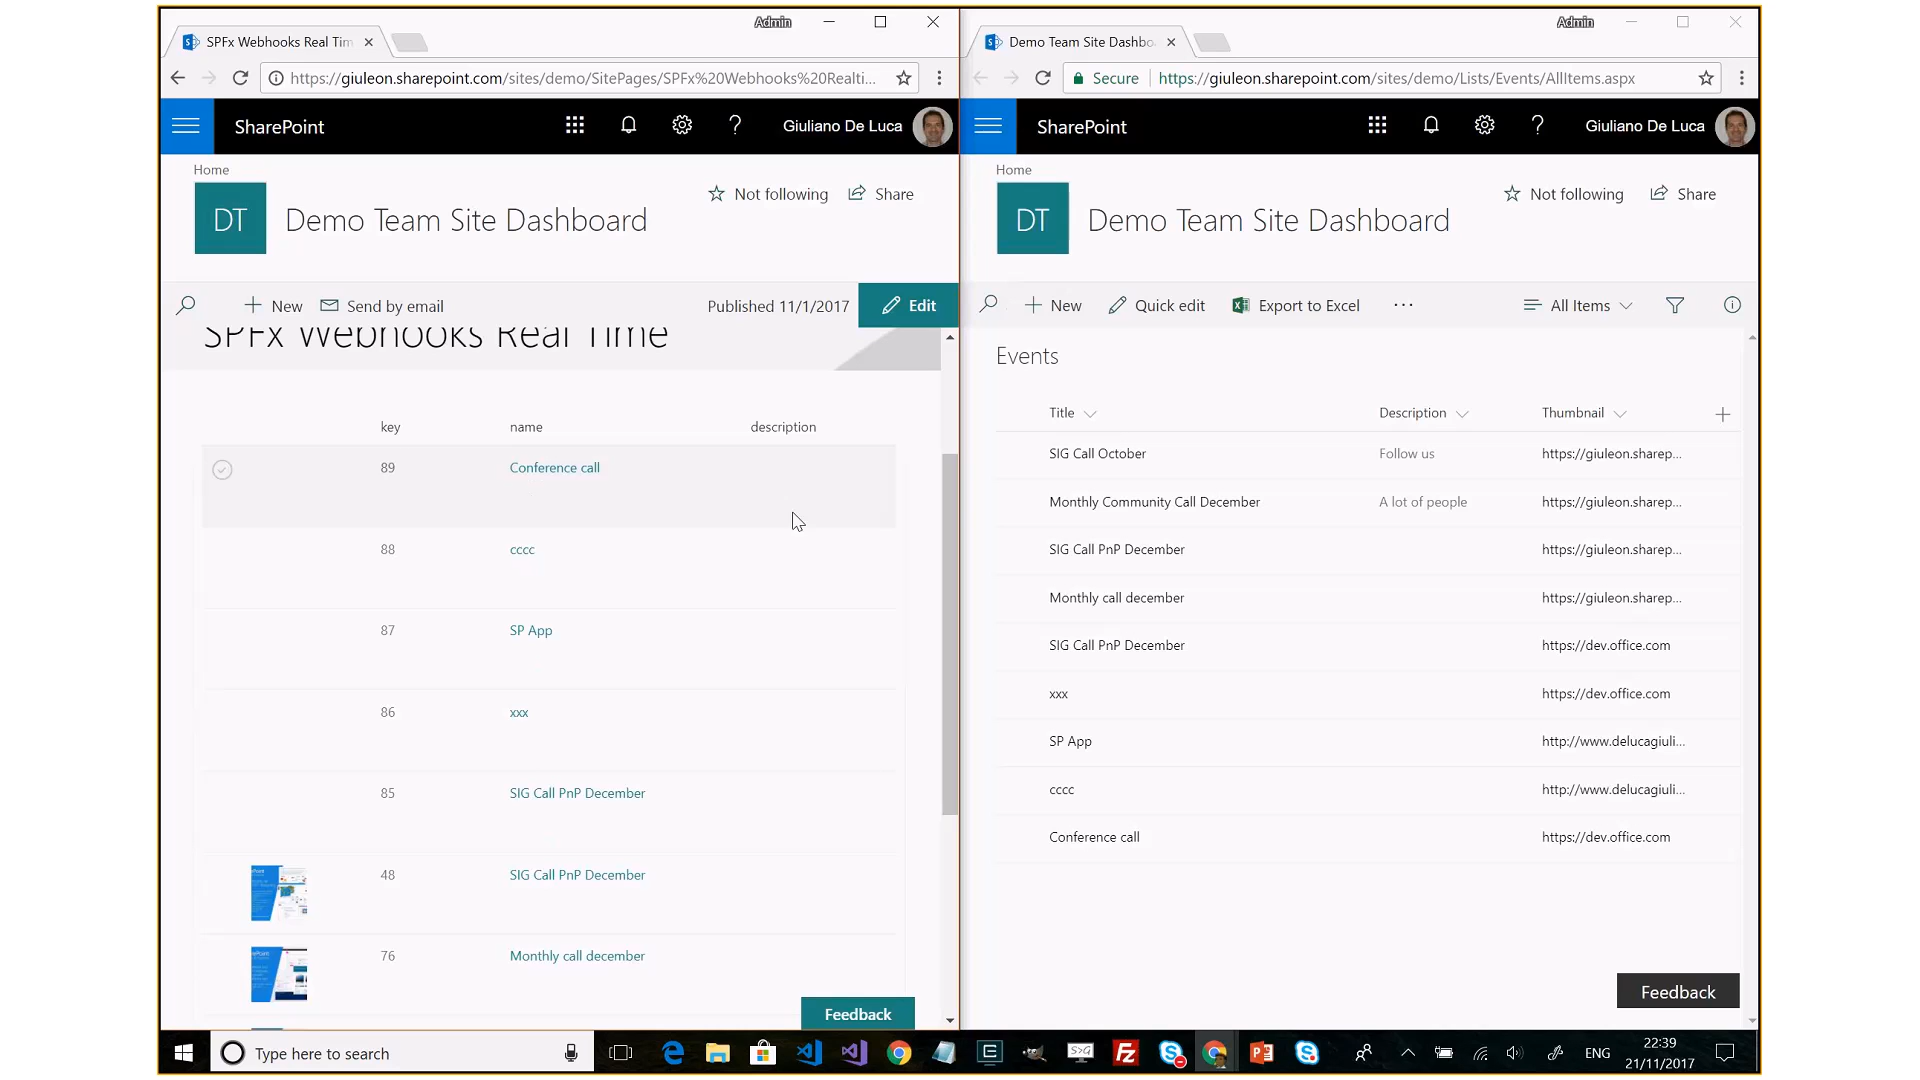 Admin
SPFx Webhooks Real Tim
https://giuleon.sharepoint.com/sites/demo/SitePages/SPFx%20Webhooks%20Realti...
SharePoint
Giuliano De Luca
Home
Not following
Share
DT
Demo Team Site Dashboard
New
Send by email
Published 11/1/2017
Edit
SPFx Webhooks Real Time
key name description
89 Conference call
88 cccc
87 SP App
86 xxx
85 SIG Call PnP December
48 SIG Call PnP December
76 Monthly call december
Feedback
Admin
Demo Team Site Dashbo
Secure https://giuleon.sharepoint.com/sites/demo/Lists/Events/AllItems.aspx
SharePoint
Giuliano De Luca
Home
Not following
Share
DT
Demo Team Site Dashboard
New
Quick edit
Export to Excel
...
All Items
Events
Title Description Thumbnail
SIG Call October Follow us https://giuleon.sharep...
Monthly Community Call December A lot of people https://giuleon.sharep...
SIG Call PnP December https://giuleon.sharep...
Monthly call december https://giuleon.sharep...
SIG Call PnP December https://dev.office.com
xxx https://dev.office.com
SP App http://www.delucagiuli...
cccc http://www.delucagiuli...
Conference call https://dev.office.com
Feedback
Type here to search
ENG
22:39
21/11/2017